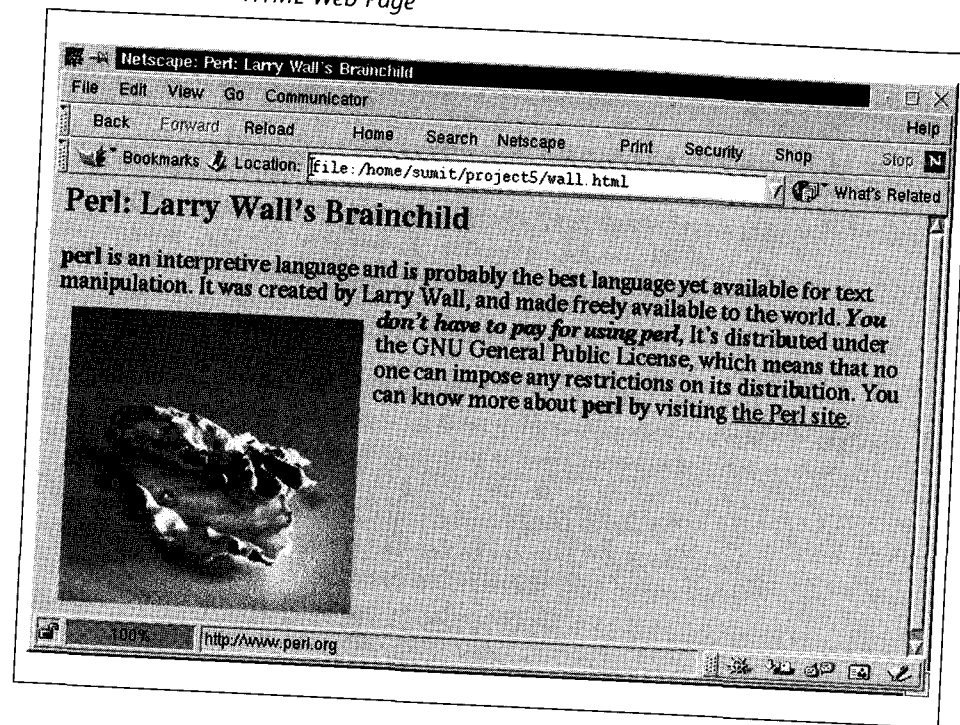 HTML Web Page
Netscape: Perl: Larry Wall's Brainchild
File Edit View Go Communicator Help
Back Forward Reload Home Search Netscape Print Security Shop Stop N
Bookmarks Location: file:/home/sumit/project5/wall.html What's Related
Perl: Larry Wall's Brainchild
perl is an interpretive language and is probably the best language yet available for text
manipulation. It was created by Larry Wall, and made freely available to the world. You
don't have to pay for using perl, It's distributed under
the GNU General Public License, which means that no
one can impose any restrictions on its distribution. You
can know more about perl by visiting the Perl site.
100% http://www.perl.org